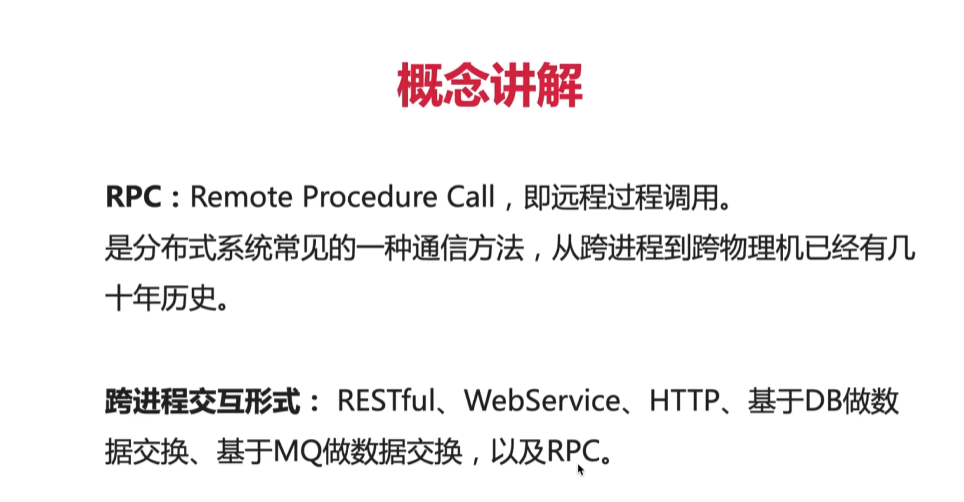 概念讲解
RPC：Remote Procedure Call，即远程过程调用。
是分布式系统常见的一种通信方法，从跨进程到跨物理机已经有几
十年历史。
跨进程交互形式： RESTful、WebService、HTTP、基于DB做数
据交换、基于MQ做数据交换，以及RPC。